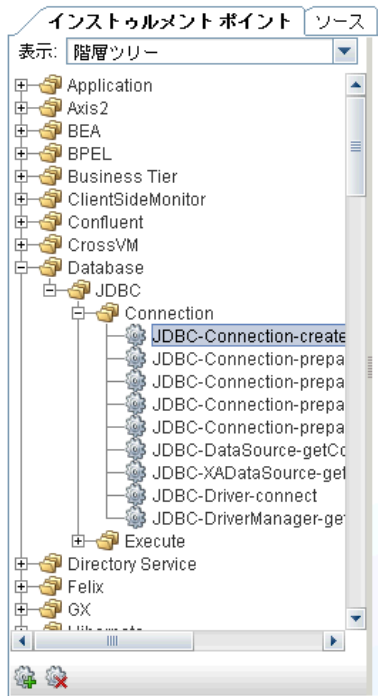 インストゥルメント ポイント ソース
表示: 階層ツリー
Application
Axis2
BEA
BPEL
Business Tier
ClientSideMonitor
Confluent
CrossVM
Database
JDBC
Connection
JDBC-Connection-create
JDBC-Connection-prepa
JDBC-Connection-prepa
JDBC-Connection-prepa
JDBC-Connection-prepa
JDBC-DataSource-getCo
JDBC-XADataSource-get
JDBC-Driver-connect
JDBC-DriverManager-get
Execute
Directory Service
Felix
GX